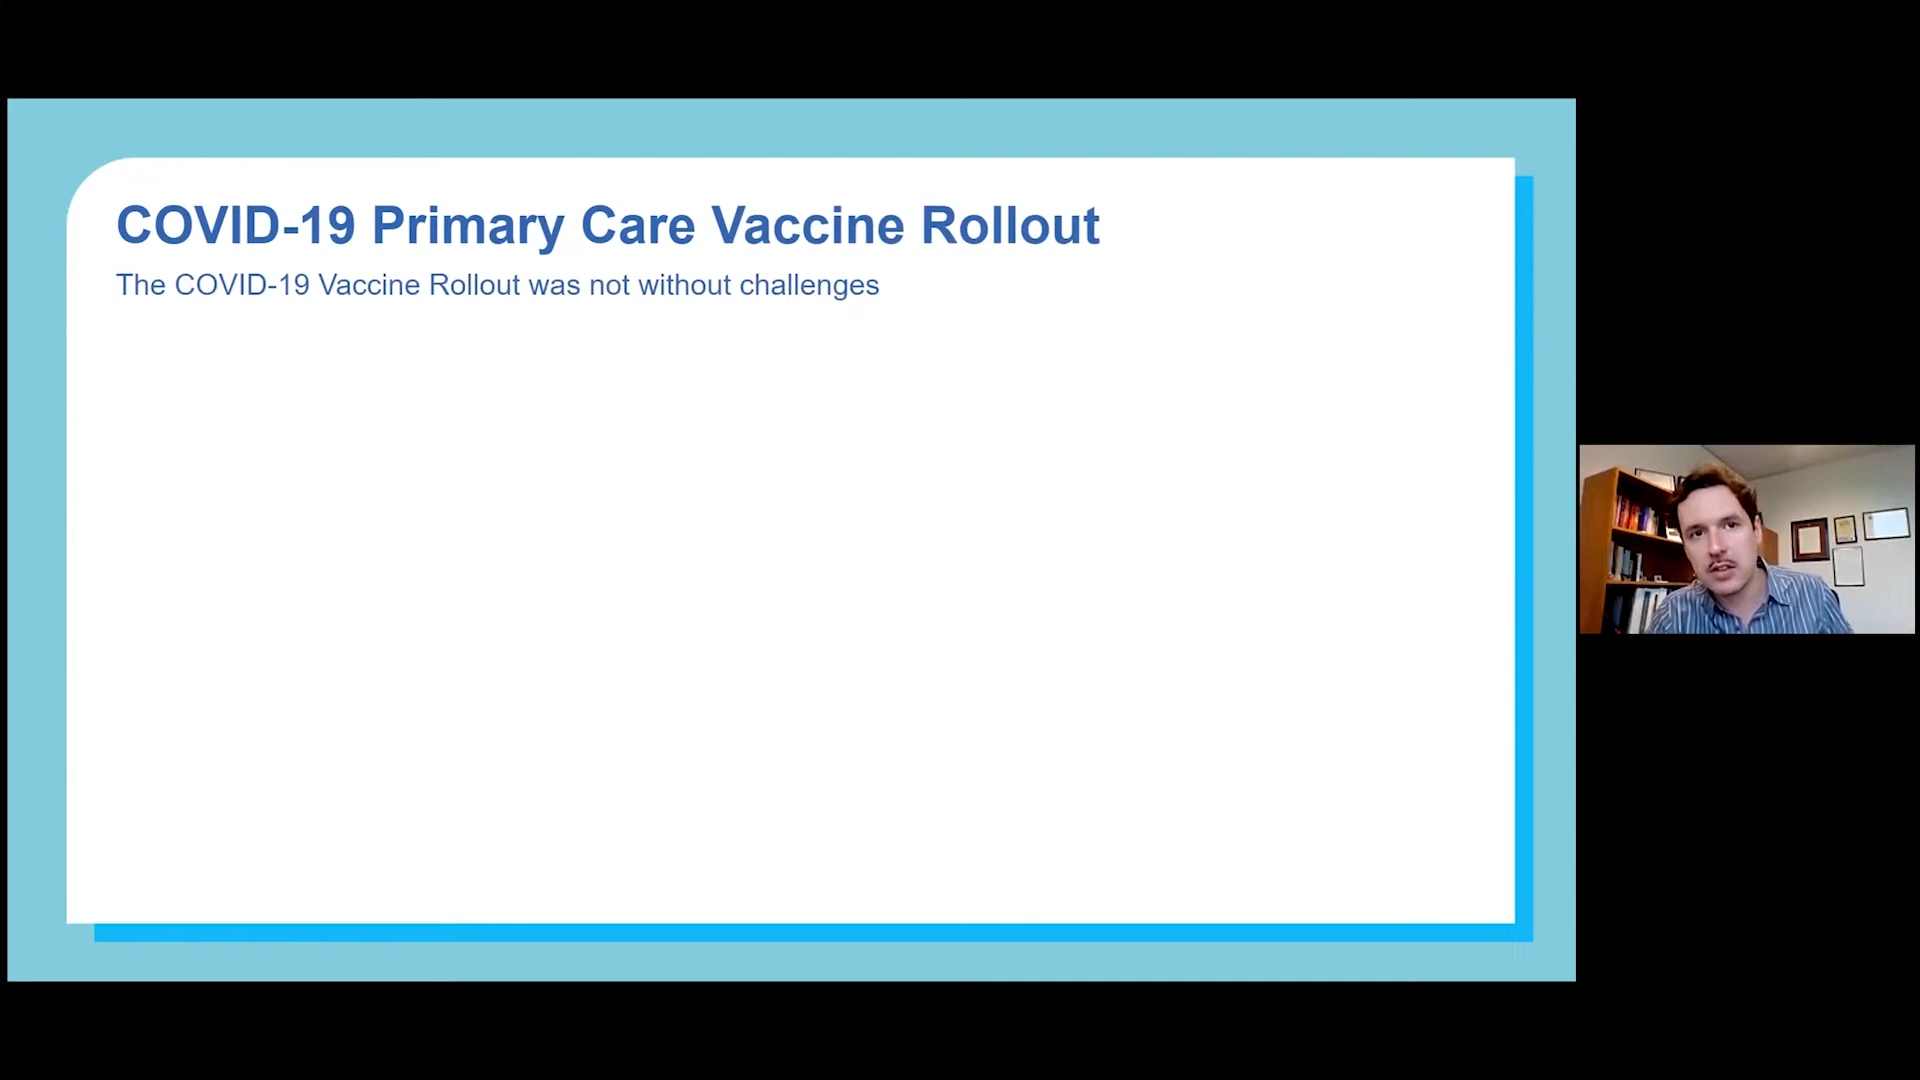 COVID-19 Primary Care Vaccine Rollout
The COVID-19 Vaccine Rollout was not without challenges